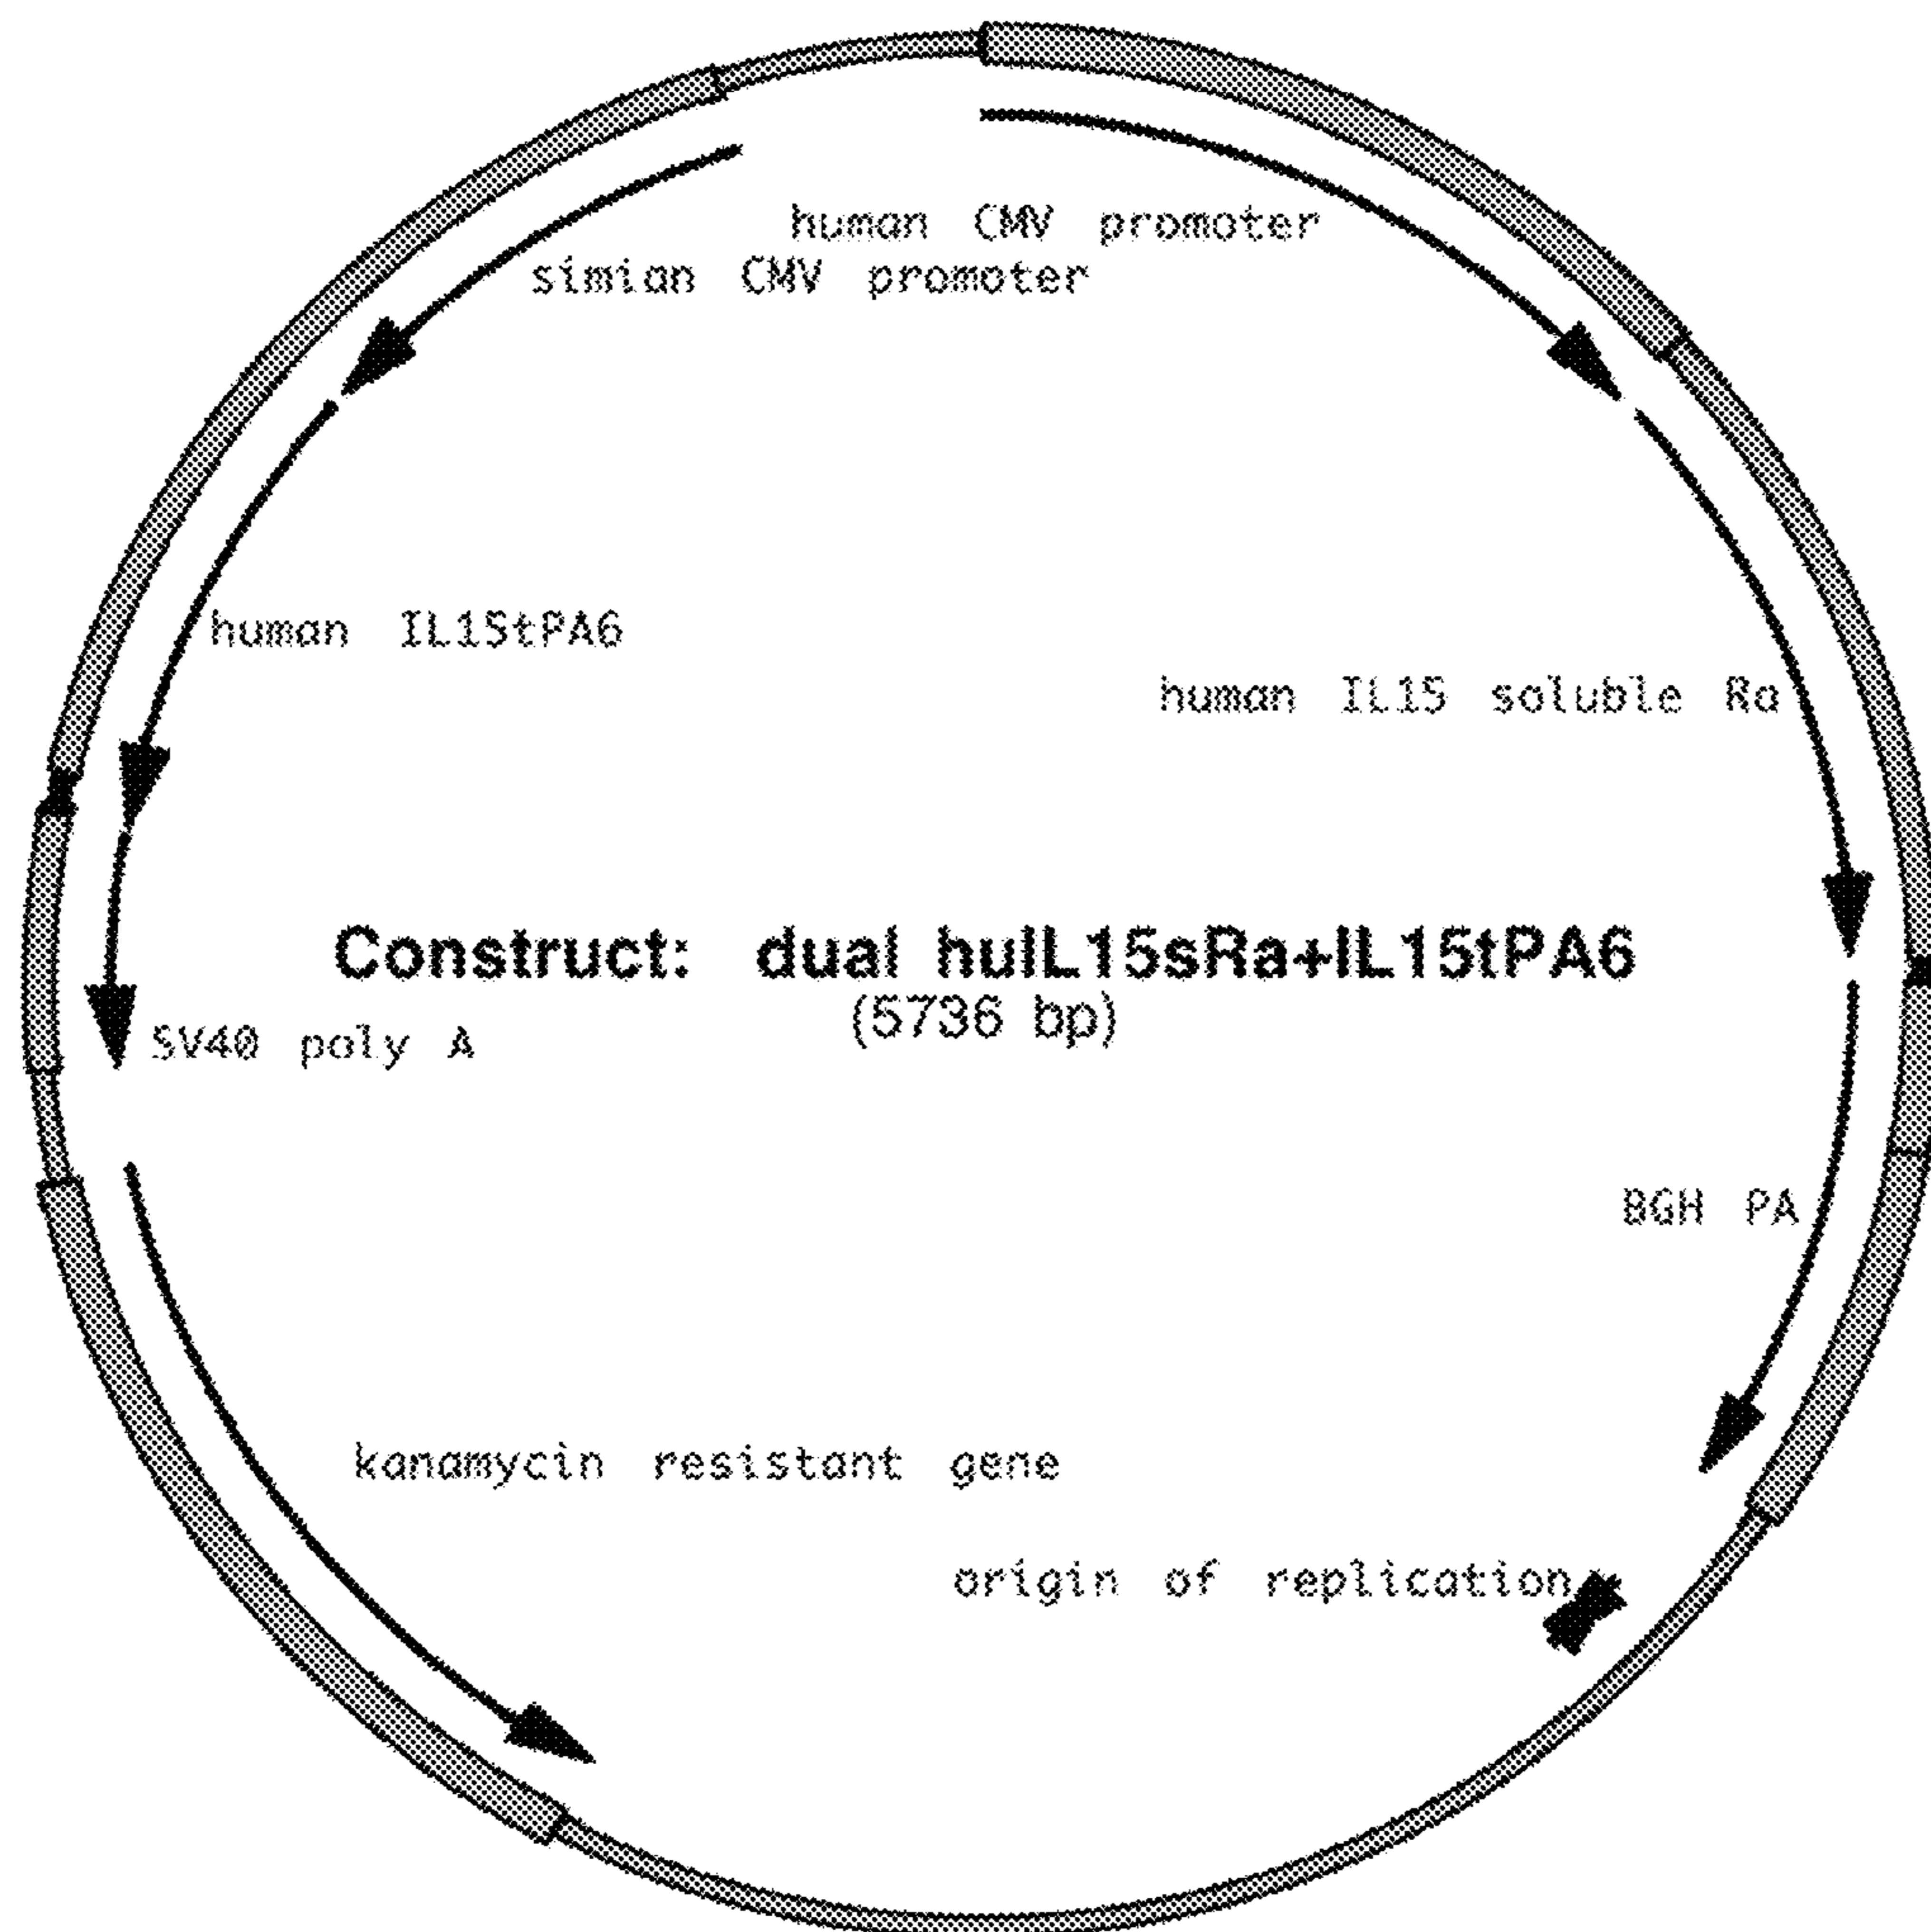 human CMV promoter
simian CMV promoter
human IL15tPA6
human IL15 soluble Ra
Construct: dual huIL15sRa+IL15tPA6
(5736 bp)
SV40 poly A
BGH PA
kanamycin resistant gene
origin of replication